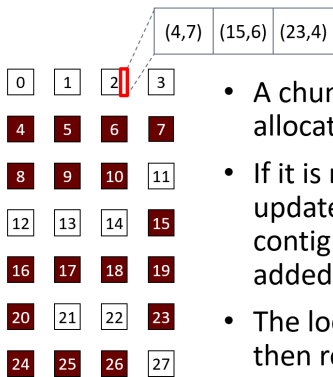 (4,7) (15,6) (23,4)
0 1 2 3
4 5 6 7
8 9 10 11
12 13 14 15
16 17 18 19
20 21 22 23
24 25 26 27
• A chun
allocat
• If it is r
update
contig
added
• The loc
then re